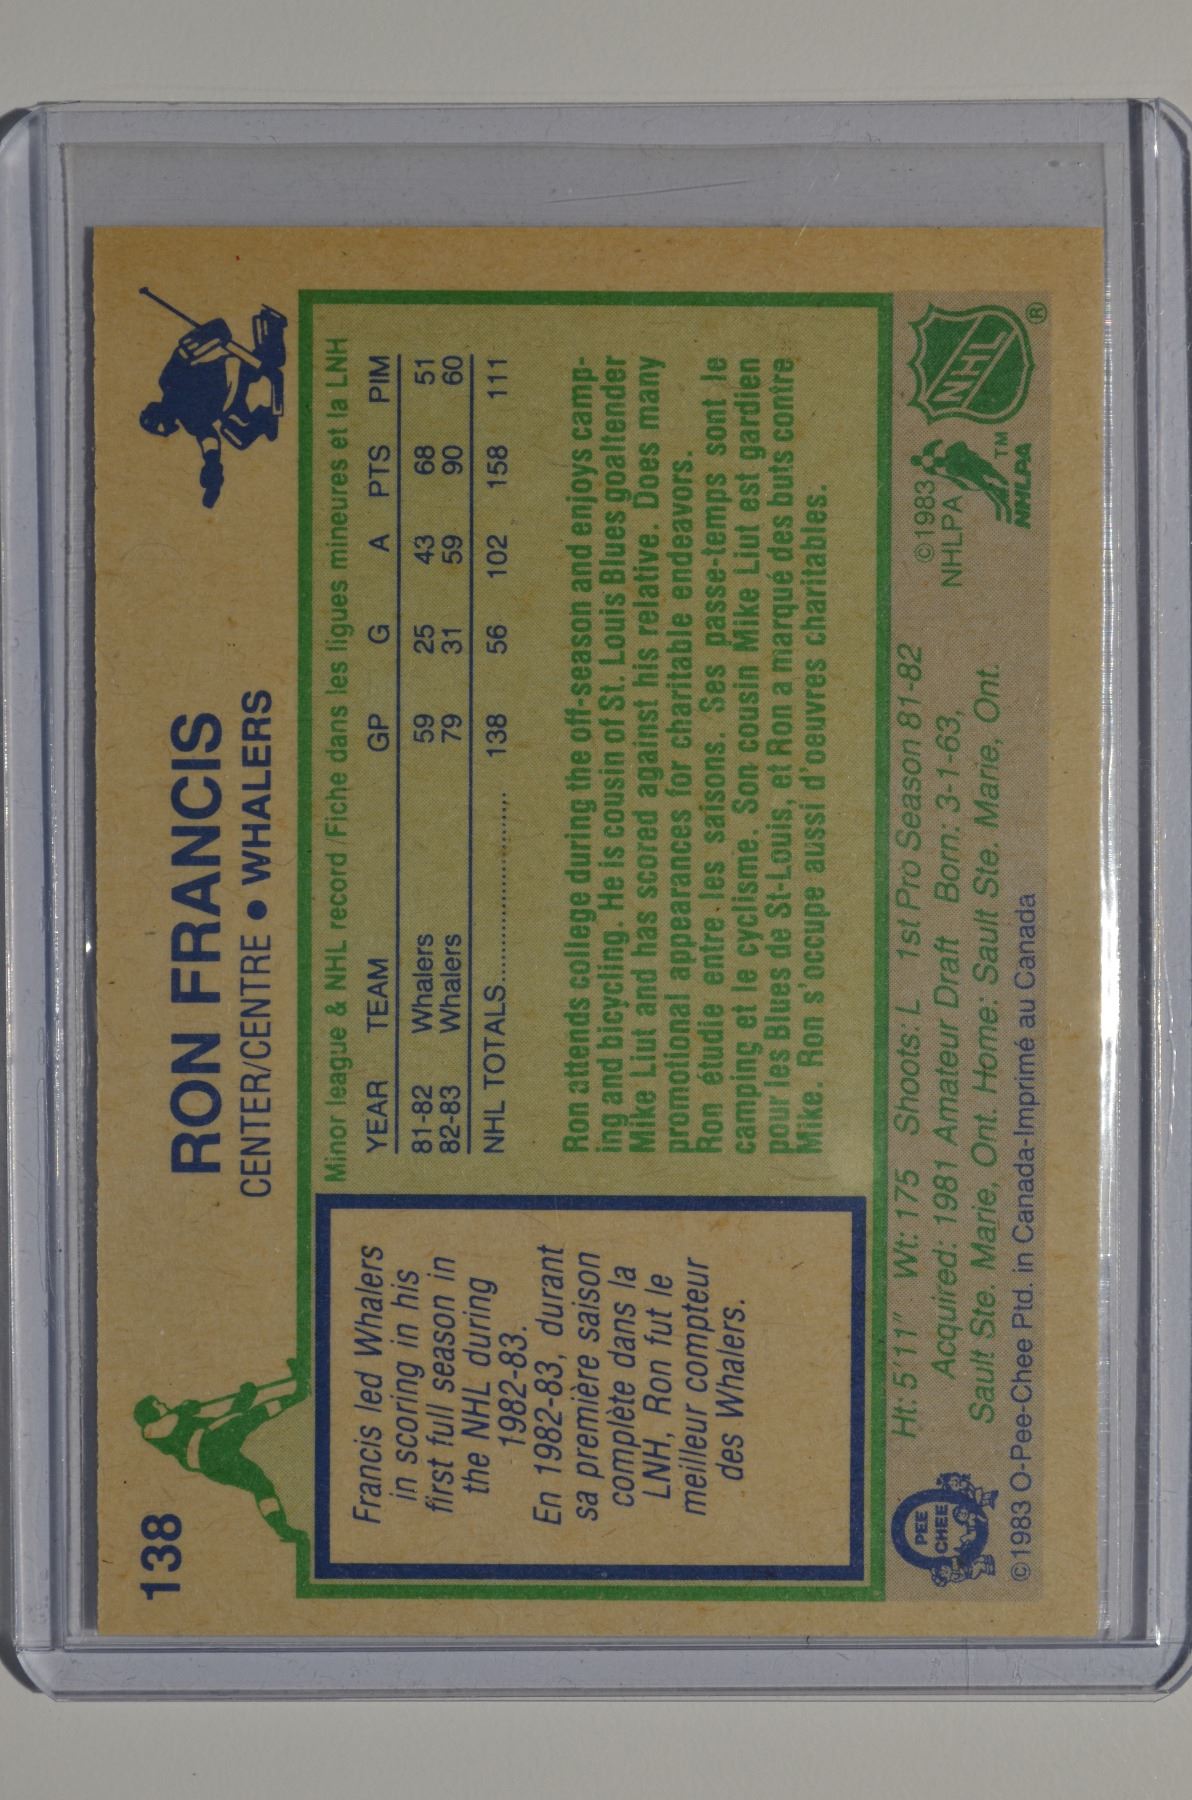 138
RON FRANCIS
CENTER/CENTRE • WHALERS
Francis led Whalers
in scoring in his
first full season in
the NHL during
1982-83.
En 1982-83, durant
sa première saison
complète dans la
LNH, Ron fut le
meilleur compteur
des Whalers.
Minor league & NHL record/Fiche dans les ligues mineures et la LNH
YEAR TEAM GP G A PTS PIM
81-82 Whalers 59 25 43 68 51
82-83 Whalers 79 31 59 90 60
NHL TOTALS.......................... 138 56 102 158 111
Ron attends college during the off-season and enjoys camp-
ing and bicycling. He is cousin of St. Louis Blues goaltender
Mike Liut and has scored against his relative. Does many
promotional appearances for charitable endeavors.
Ron étudie entre les saisons. Ses passe-temps sont le
camping et le cyclisme. Son cousin Mike Liut est gardien
pour les Blues de St-Louis, et Ron a marqué des buts contre
Mike. Ron s'occupe aussi d'oeuvres charitables.
Ht: 5'11" Wt: 175 Shoots: L 1st Pro Season 81-82
Acquired: 1981 Amateur Draft Born: 3-1-63,
Sault Ste. Marie, Ont. Home: Sault Ste. Marie, Ont.
©1983 O-Pee-Chee Ptd. in Canada-Imprimé au Canada
PEE
CHEE
©1983
NHLPA
NHLPA™
NHL®